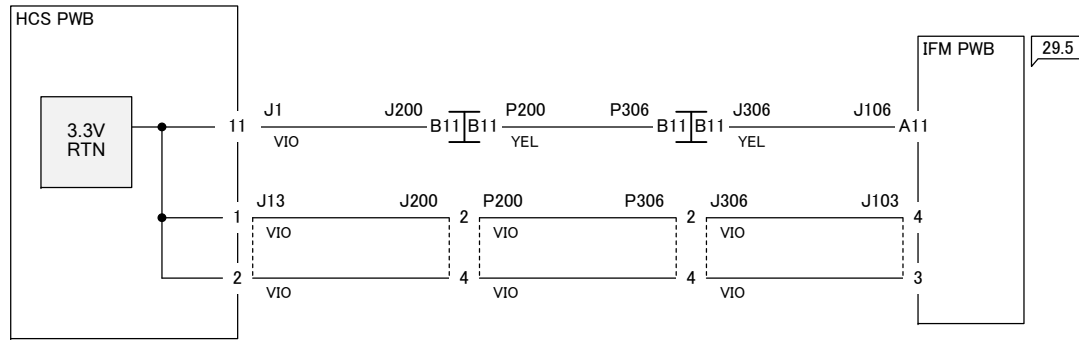 HCS PWB
IFM PWB
29.5
3.3V
RTN
11 J1 J200 B11 B11 P200 P306 B11 B11 J306 J106 A11
VIO YEL YEL
1 J13 J200 2 P200 P306 2 J306 J103 4
VIO VIO VIO
2 4 4 3
VIO VIO VIO